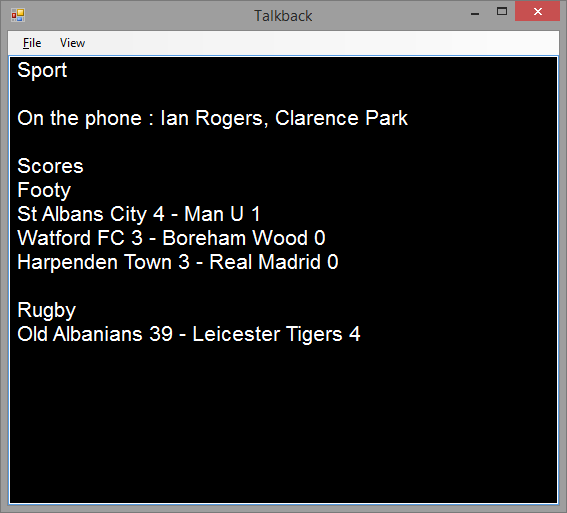 Talkback
File View
Sport
On the phone : Ian Rogers, Clarence Park
Scores
Footy
St Albans City 4 - Man U 1
Watford FC 3 - Boreham Wood 0
Harpenden Town 3 - Real Madrid 0
Rugby
Old Albanians 39 - Leicester Tigers 4